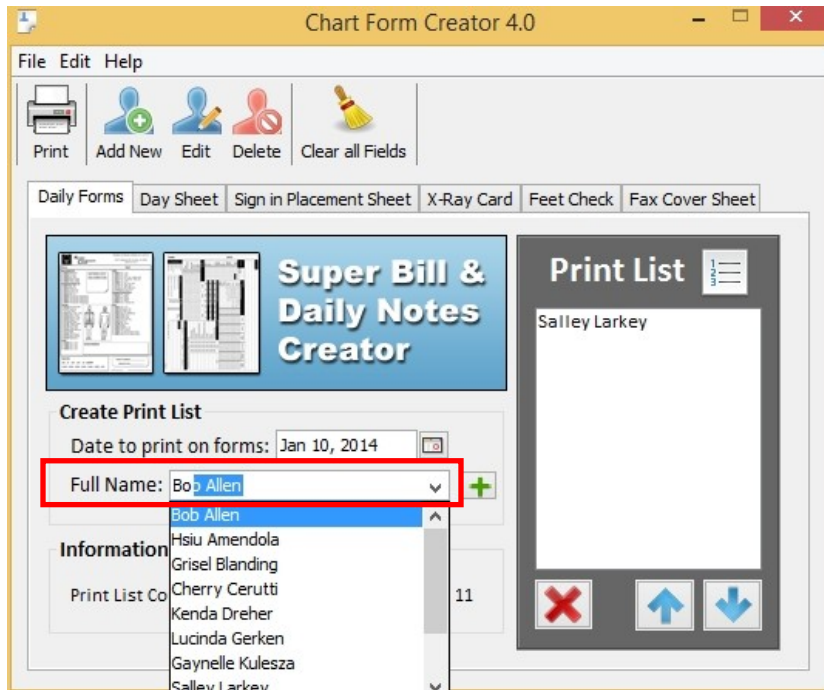 Chart Form Creator 4.0
File Edit Help
Print Add New Edit Delete Clear all Fields
Daily Forms Day Sheet Sign in Placement Sheet X-Ray Card Feet Check Fax Cover Sheet
Super Bill &
Daily Notes
Creator
Print List
1
2
3
Salley Larkey
Create Print List
Date to print on forms: Jan 10, 2014
Full Name: Bob Allen
Bob Allen
Hsiu Amendola
Grisel Blanding
Cherry Cerutti
Kenda Dreher
Lucinda Gerken
Gaynelle Kulesza
Salley Larkey
Information
Print List Co 11